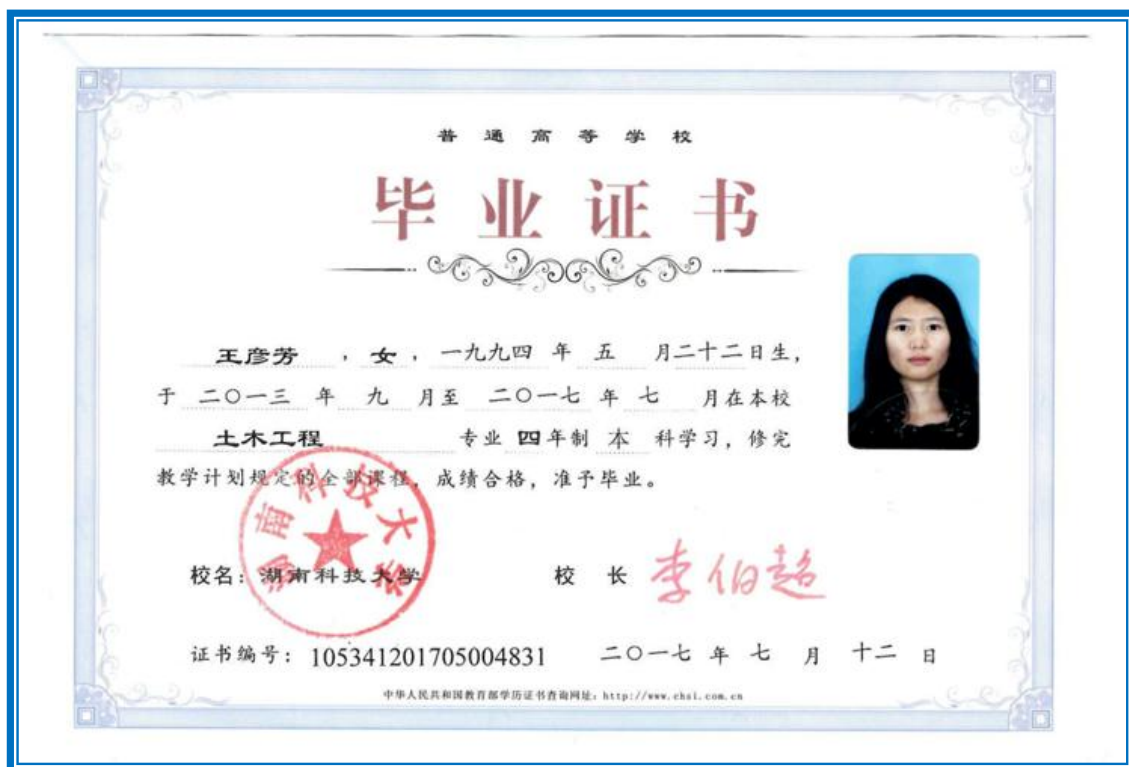 普通高等学校
毕业证书
王彦芳 ，女，一九九四 年 五 月二十二日生，
于 二〇一三 年 九 月至 二〇一七 年 七 月在本校
土木工程 专业 四年制 本 科学习，修完
教学计划规定的全部课程，成绩合格，准予毕业。
湖南科技大学
校名：湖南科技大学 校 长 李伯超
证书编号：105341201705004831 二〇一七 年 七 月 十二 日
中华人民共和国教育部学历证书查询网址：http://www.chsi.com.cn